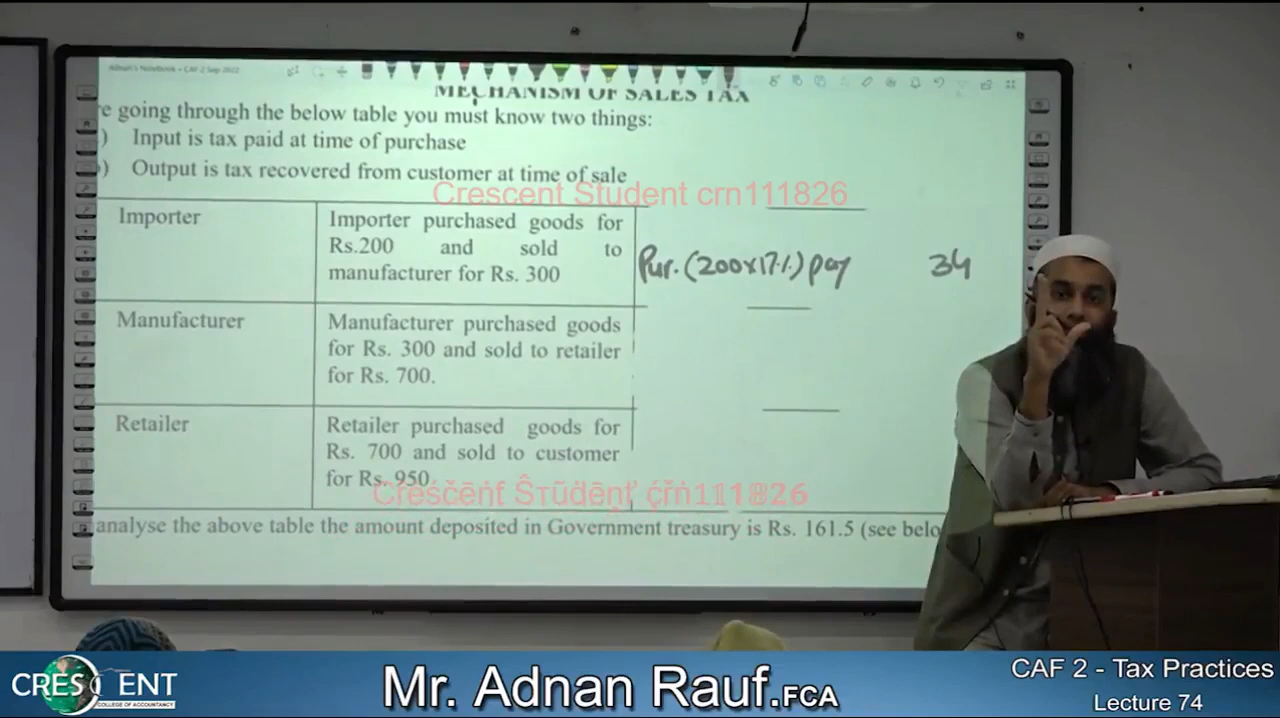 Adnan's Notebook • CAF 2 Sep 2022
MECHANISM OF SALES TAX
e going through the below table you must know two things:
) Input is tax paid at time of purchase
) Output is tax recovered from customer at time of sale
Crescent Student crn111826
Importer
Importer purchased goods for
Rs.200 and sold to
manufacturer for Rs. 300
Pur. (200x17%) pay 34
Manufacturer
Manufacturer purchased goods
for Rs. 300 and sold to retailer
for Rs. 700.
Retailer
Retailer purchased goods for
Rs. 700 and sold to customer
for Rs. 950
Crescent Student crn111826
analyse the above table the amount deposited in Government treasury is Rs. 161.5 (see belo
CRESCENT
COLLEGE OF ACCOUNTANCY
Mr. Adnan Rauf.FCA
CAF 2 - Tax Practices
Lecture 74